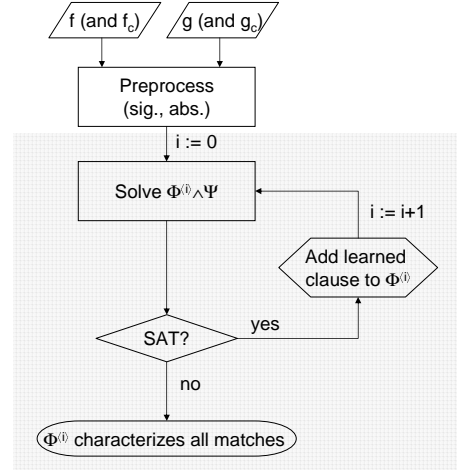 f (and f_c)
g (and g_c)
Preprocess
(sig., abs.)
i := 0
Solve Φ⟨i⟩∧Ψ
i := i+1
Add learned
clause to Φ⟨i⟩
SAT?
yes
no
Φ⟨i⟩ characterizes all matches